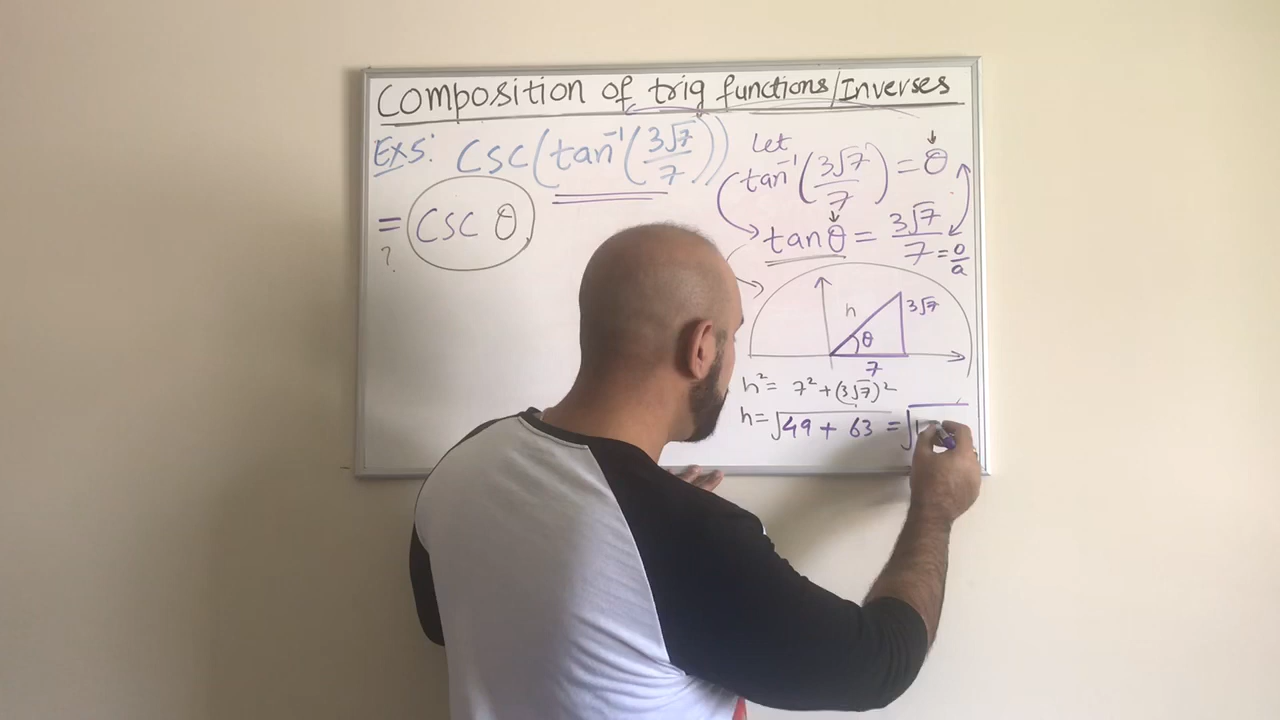 Composition of trig functions/Inverses
Ex5: csc(tan⁻¹(3√7/7))
= csc θ
?
Let
tan⁻¹(3√7/7) = θ
tanθ = 3√7/7 = o/a
h
3√7
θ
7
h² = 7² + (3√7)²
h = √49 + 63 = √